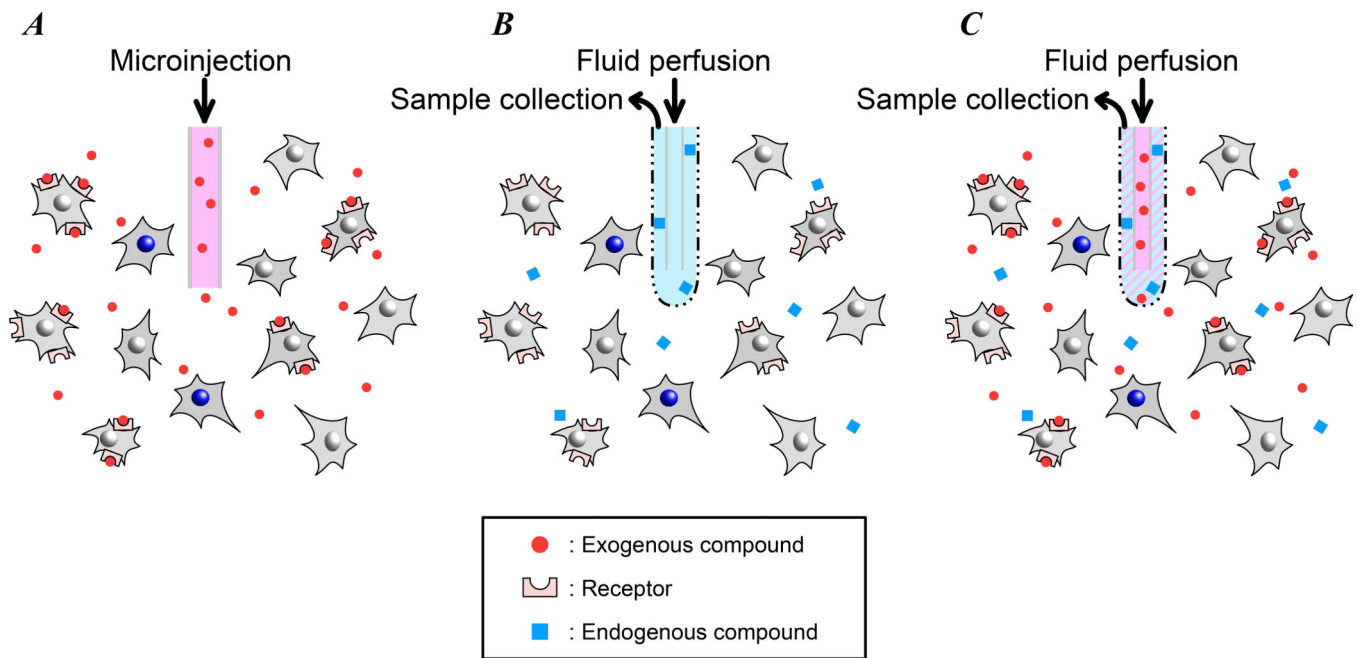 A
Microinjection
B
Fluid perfusion
Sample collection
C
Fluid perfusion
Sample collection
: Exogenous compound
: Receptor
: Endogenous compound